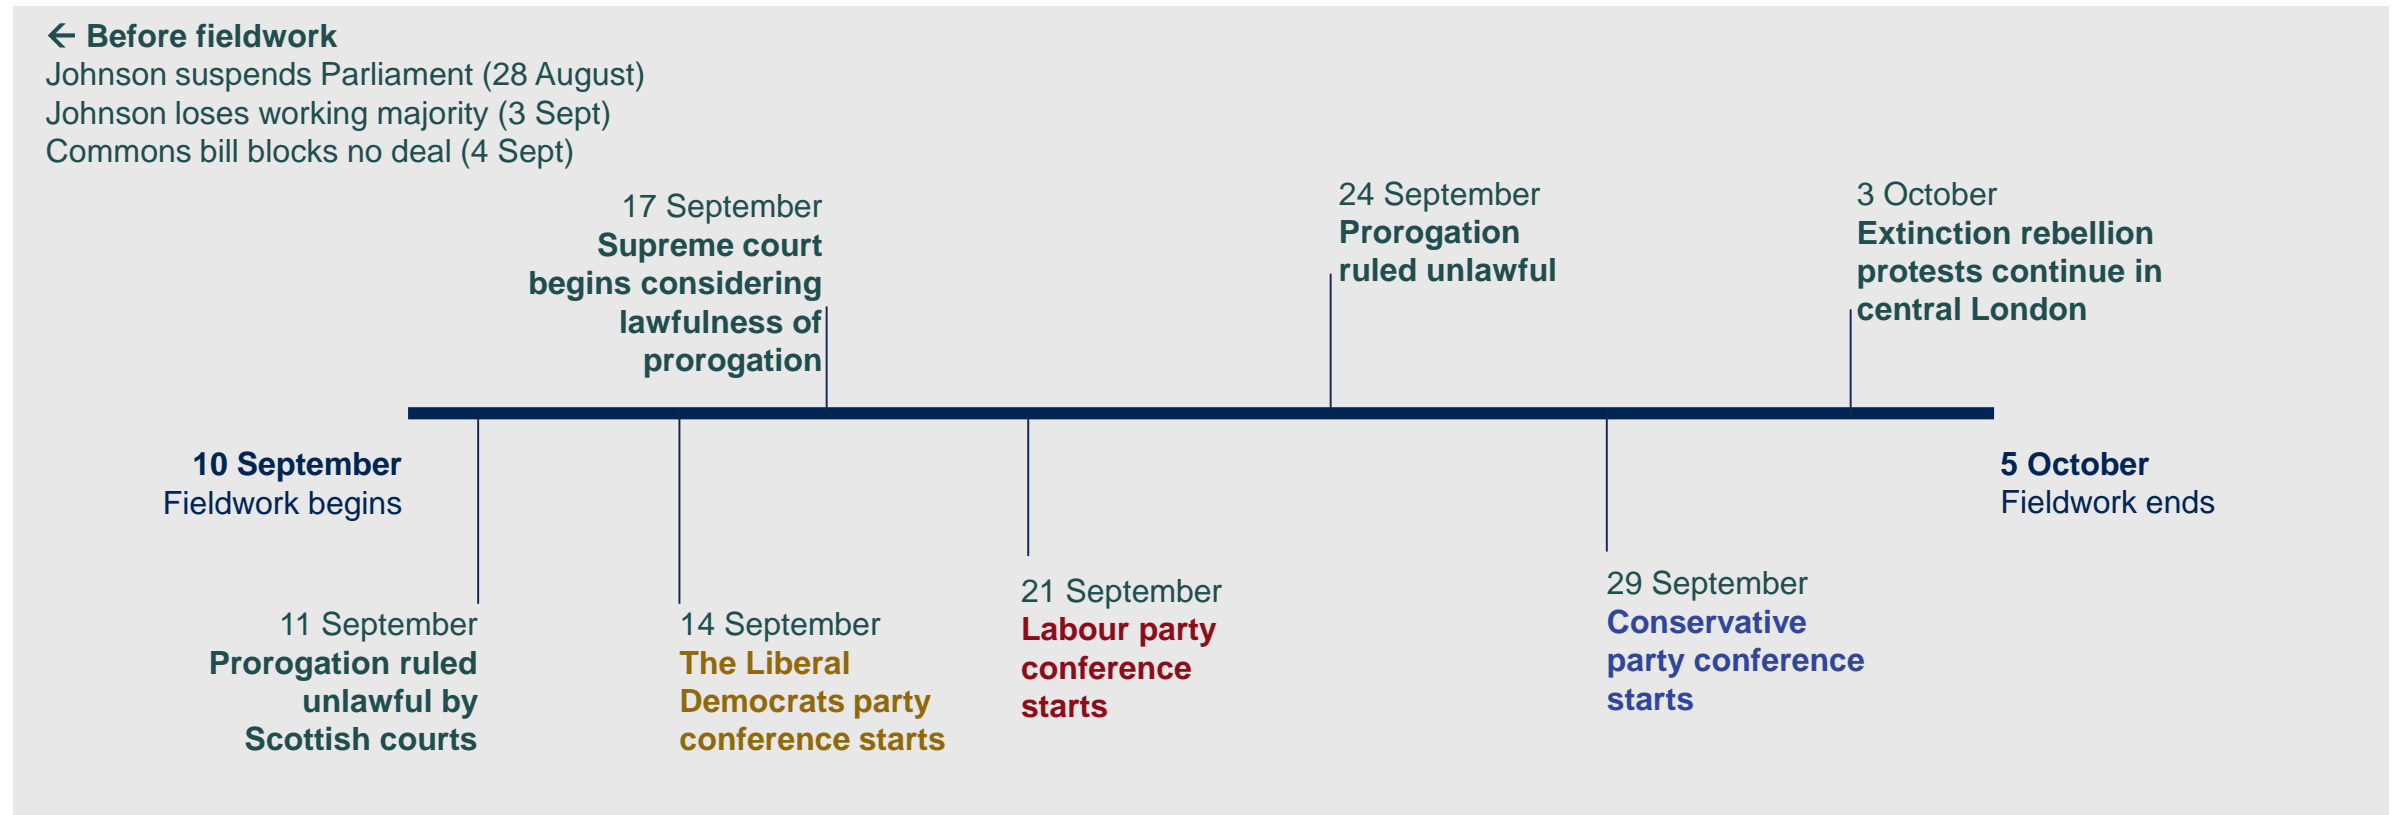 ← Before fieldwork
Johnson suspends Parliament (28 August)
Johnson loses working majority (3 Sept)
Commons bill blocks no deal (4 Sept)
17 September
Supreme court
begins considering
lawfulness of
prorogation
24 September
Prorogation
ruled unlawful
3 October
Extinction rebellion
protests continue in
central London
10 September
Fieldwork begins
5 October
Fieldwork ends
11 September
Prorogation ruled
unlawful by
Scottish courts
14 September
The Liberal
Democrats party
conference starts
21 September
Labour party
conference
starts
29 September
Conservative
party conference
starts